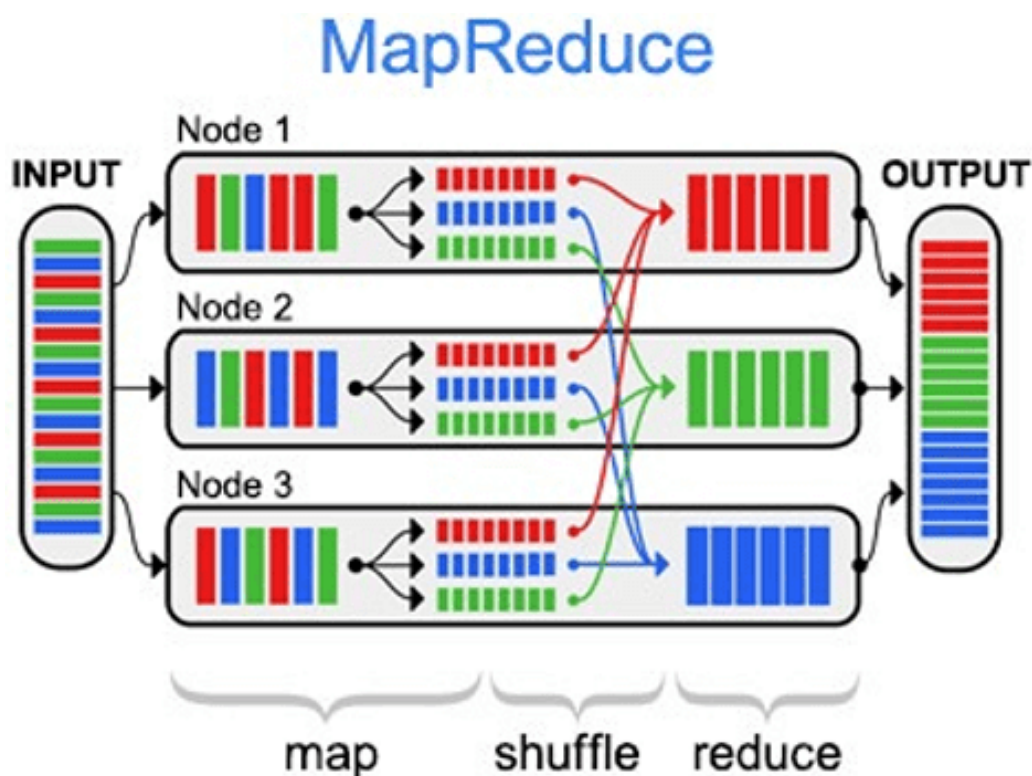 MapReduce
Node 1
INPUT
OUTPUT
Node 2
Node 3
map
shuffle
reduce